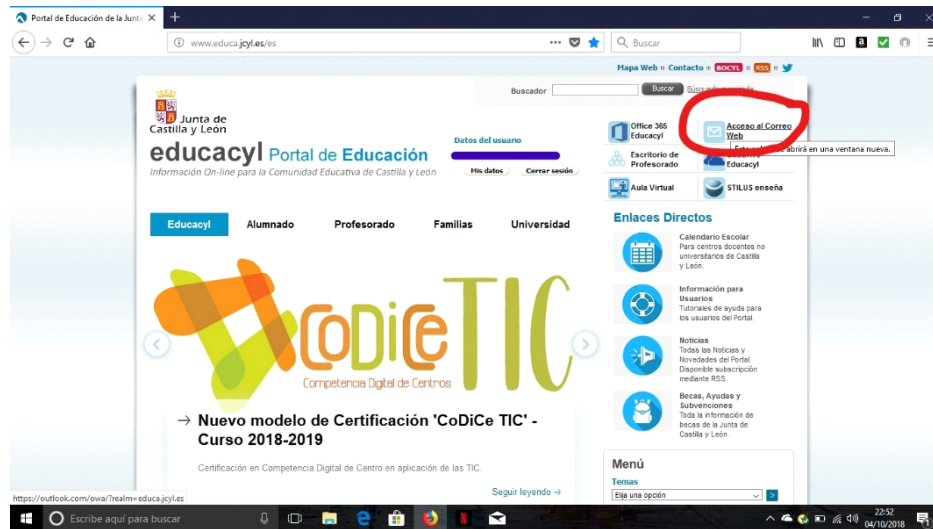 Portal de Educación de la Junta
www.educa.jcyl.es/es
Buscar
Mapa Web
Contacto
BOCYL
RSS
Buscador
Buscar
Junta de
Castilla y León
educacyl Portal de Educación
Información On-line para la Comunidad Educativa de Castilla y León
Datos del usuario
Mis datos
Cerrar sesión
Office 365
Educacyl
Acceso al Correo
Web
abrirá en una ventana nueva.
Escritorio de
Profesorado
Educacyl
Aula Virtual
STILUS enseña
Educacyl
Alumnado
Profesorado
Familias
Universidad
CoDiCe TIC
Competencia Digital de Centros
→ Nuevo modelo de Certificación 'CoDiCe TIC' -
Curso 2018-2019
Certificación en Competencia Digital de Centro en aplicación de las TIC.
Seguir leyendo →
Enlaces Directos
Calendario Escolar
Para centros docentes no
universitarios de Castilla
y León.
Información para
Usuarios
Tutoriales de ayuda para
los usuarios del Portal.
Noticias
Todas las Noticias y
Novedades del Portal.
Disponible subscripción
mediante RSS.
Becas, Ayudas y
Subvenciones
Toda la información de
becas de la Junta de
Castilla y León.
Menú
Temas
Elija una opción
https://outlook.com/owa/?realm=educa.jcyl.es
Escribe aquí para buscar
22:52
04/10/2018